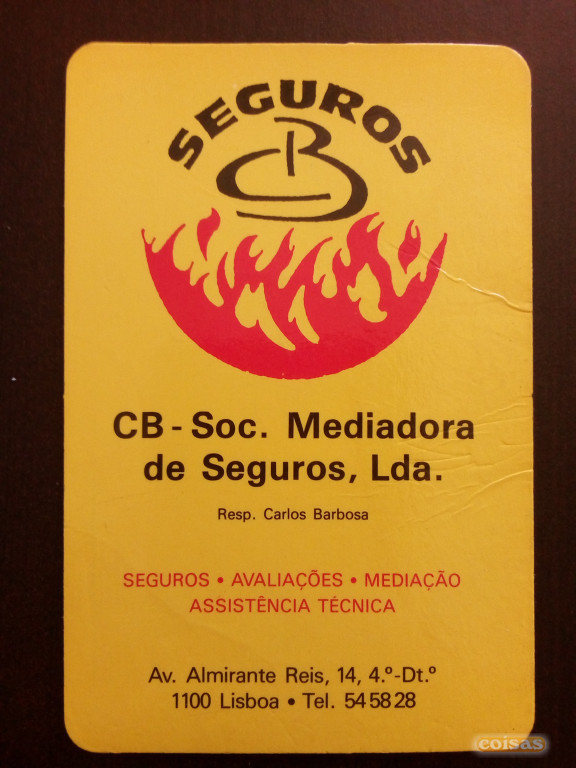 SEGUROS
CB
CB - Soc. Mediadora
de Seguros, Lda.
Resp. Carlos Barbosa
SEGUROS • AVALIAÇÕES • MEDIAÇÃO
ASSISTÊNCIA TÉCNICA
Av. Almirante Reis, 14, 4.º-Dt.º
1100 Lisboa • Tel. 54 58 28
coisas